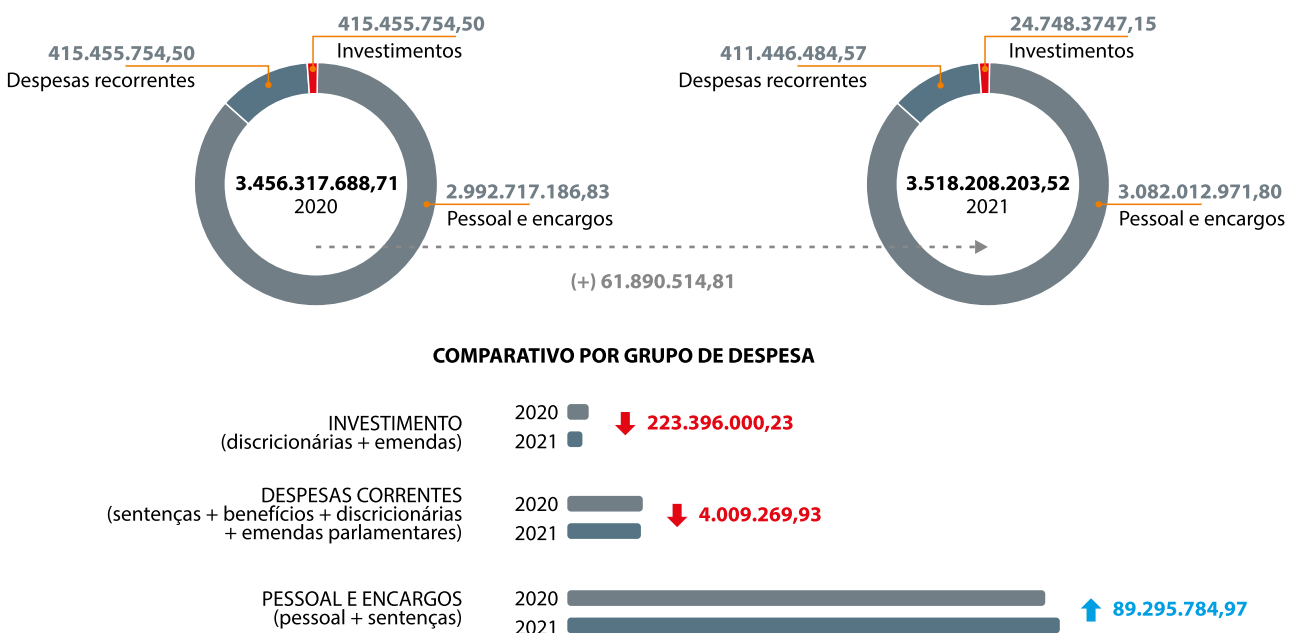 415.455.754,50
Investimentos
415.455.754,50
Despesas recorrentes
3.456.317.688,71
2020
2.992.717.186,83
Pessoal e encargos
24.748.3747,15
Investimentos
411.446.484,57
Despesas recorrentes
3.518.208.203,52
2021
3.082.012.971,80
Pessoal e encargos
(+) 61.890.514,81
COMPARATIVO POR GRUPO DE DESPESA
INVESTIMENTO
(discricionárias + emendas)
2020
2021
223.396.000,23
DESPESAS CORRENTES
(sentenças + benefícios + discricionárias
+ emendas parlamentares)
2020
2021
4.009.269,93
PESSOAL E ENCARGOS
(pessoal + sentenças)
2020
2021
89.295.784,97